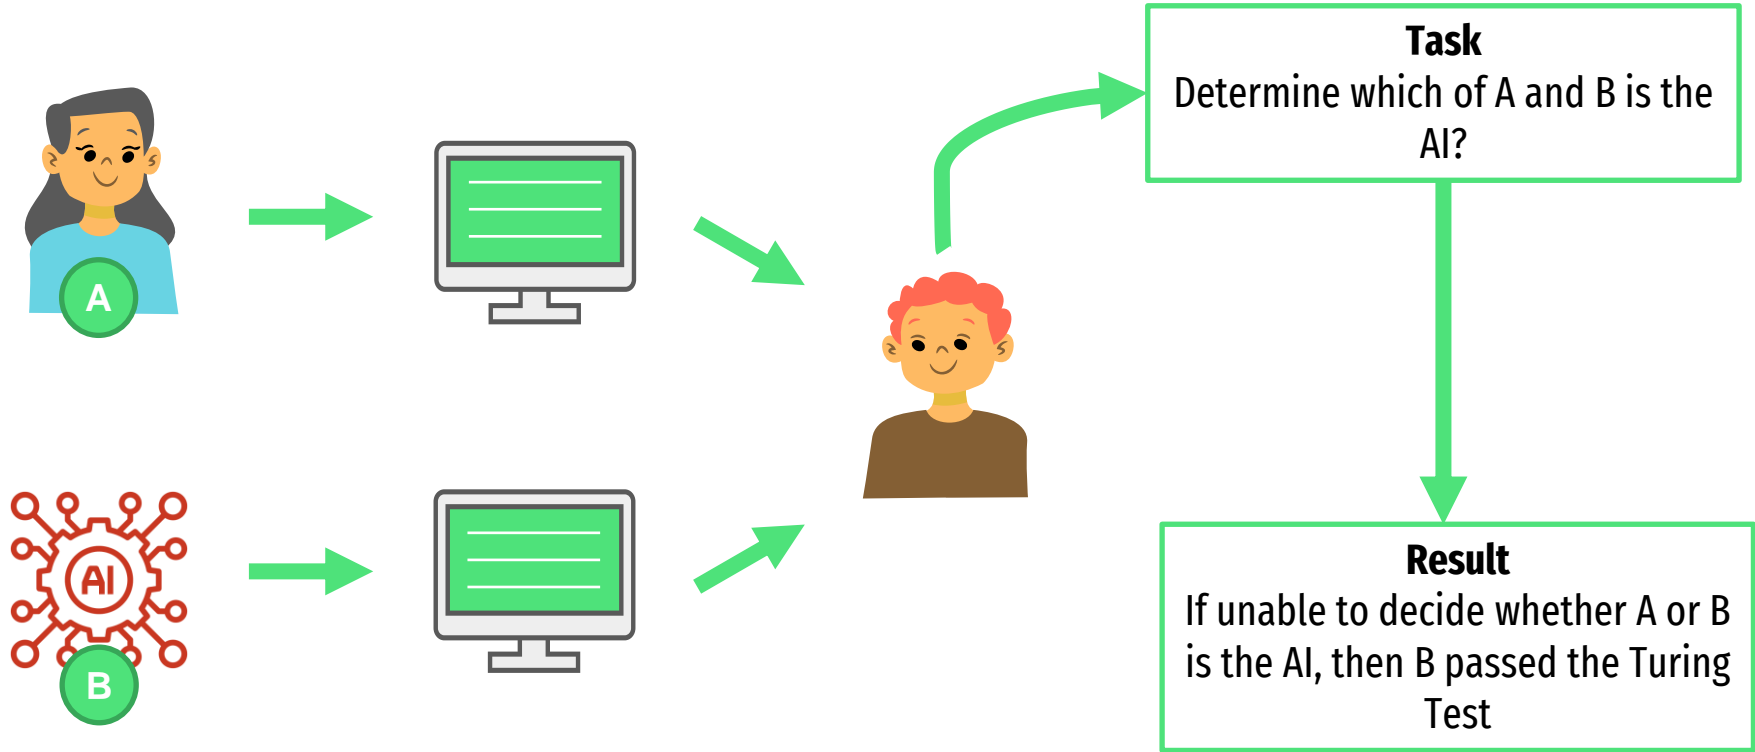 Task
Determine which of A and B is the
AI?
A
AI
B
Result
If unable to decide whether A or B
is the AI, then B passed the Turing
Test